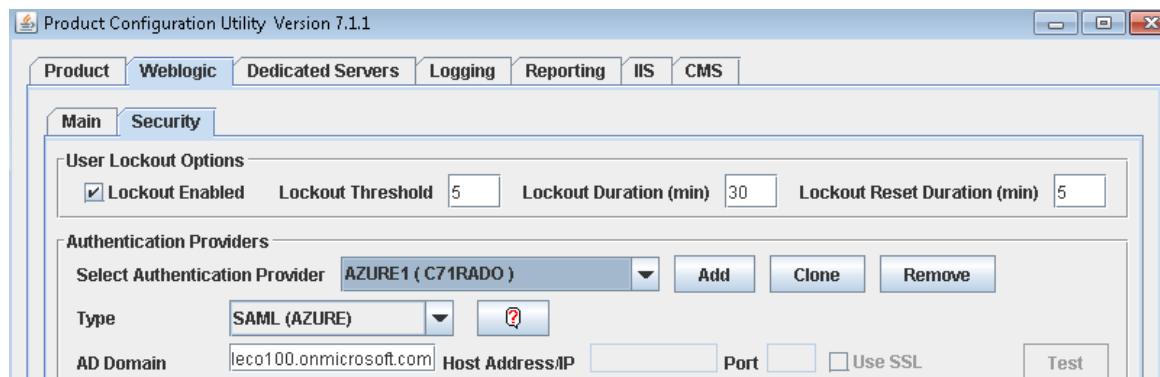 Product Configuration Utility Version 7.1.1
Product Weblogic Dedicated Servers Logging Reporting IIS CMS
Main Security
User Lockout Options
Lockout Enabled Lockout Threshold 5 Lockout Duration (min) 30 Lockout Reset Duration (min) 5
Authentication Providers
Select Authentication Provider AZURE1 ( C71RADO ) Add Clone Remove
Type SAML (AZURE) ?
AD Domain leco100.onmicrosoft.com Host Address/IP Port Use SSL Test